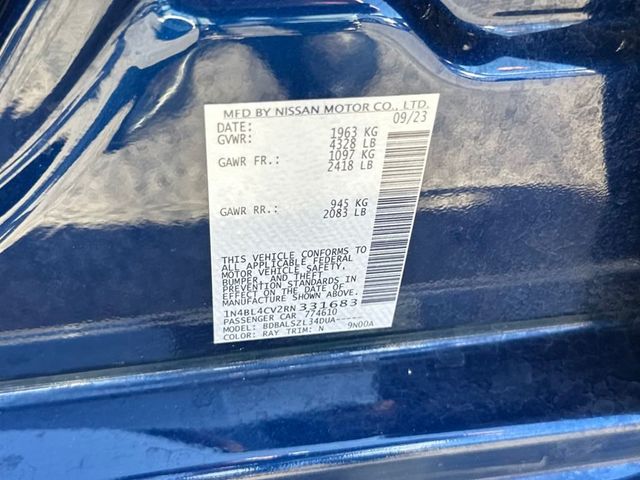 MFD BY NISSAN MOTOR CO., LTD.
DATE: 09/23
GVWR: 1963 KG
4328 LB
GAWR FR.: 1097 KG
2418 LB
GAWR RR.: 945 KG
2083 LB
THIS VEHICLE CONFORMS TO
ALL APPLICABLE FEDERAL
MOTOR VEHICLE SAFETY,
BUMPER, AND THEFT
PREVENTION STANDARDS IN
EFFECT ON THE DATE OF
MANUFACTURE SHOWN ABOVE.
1N4BL4CV2RN331683
PASSENGER CAR 774610
MODEL: BDBALSZL34DUA-----
COLOR: RAY TRIM: N 9N00A